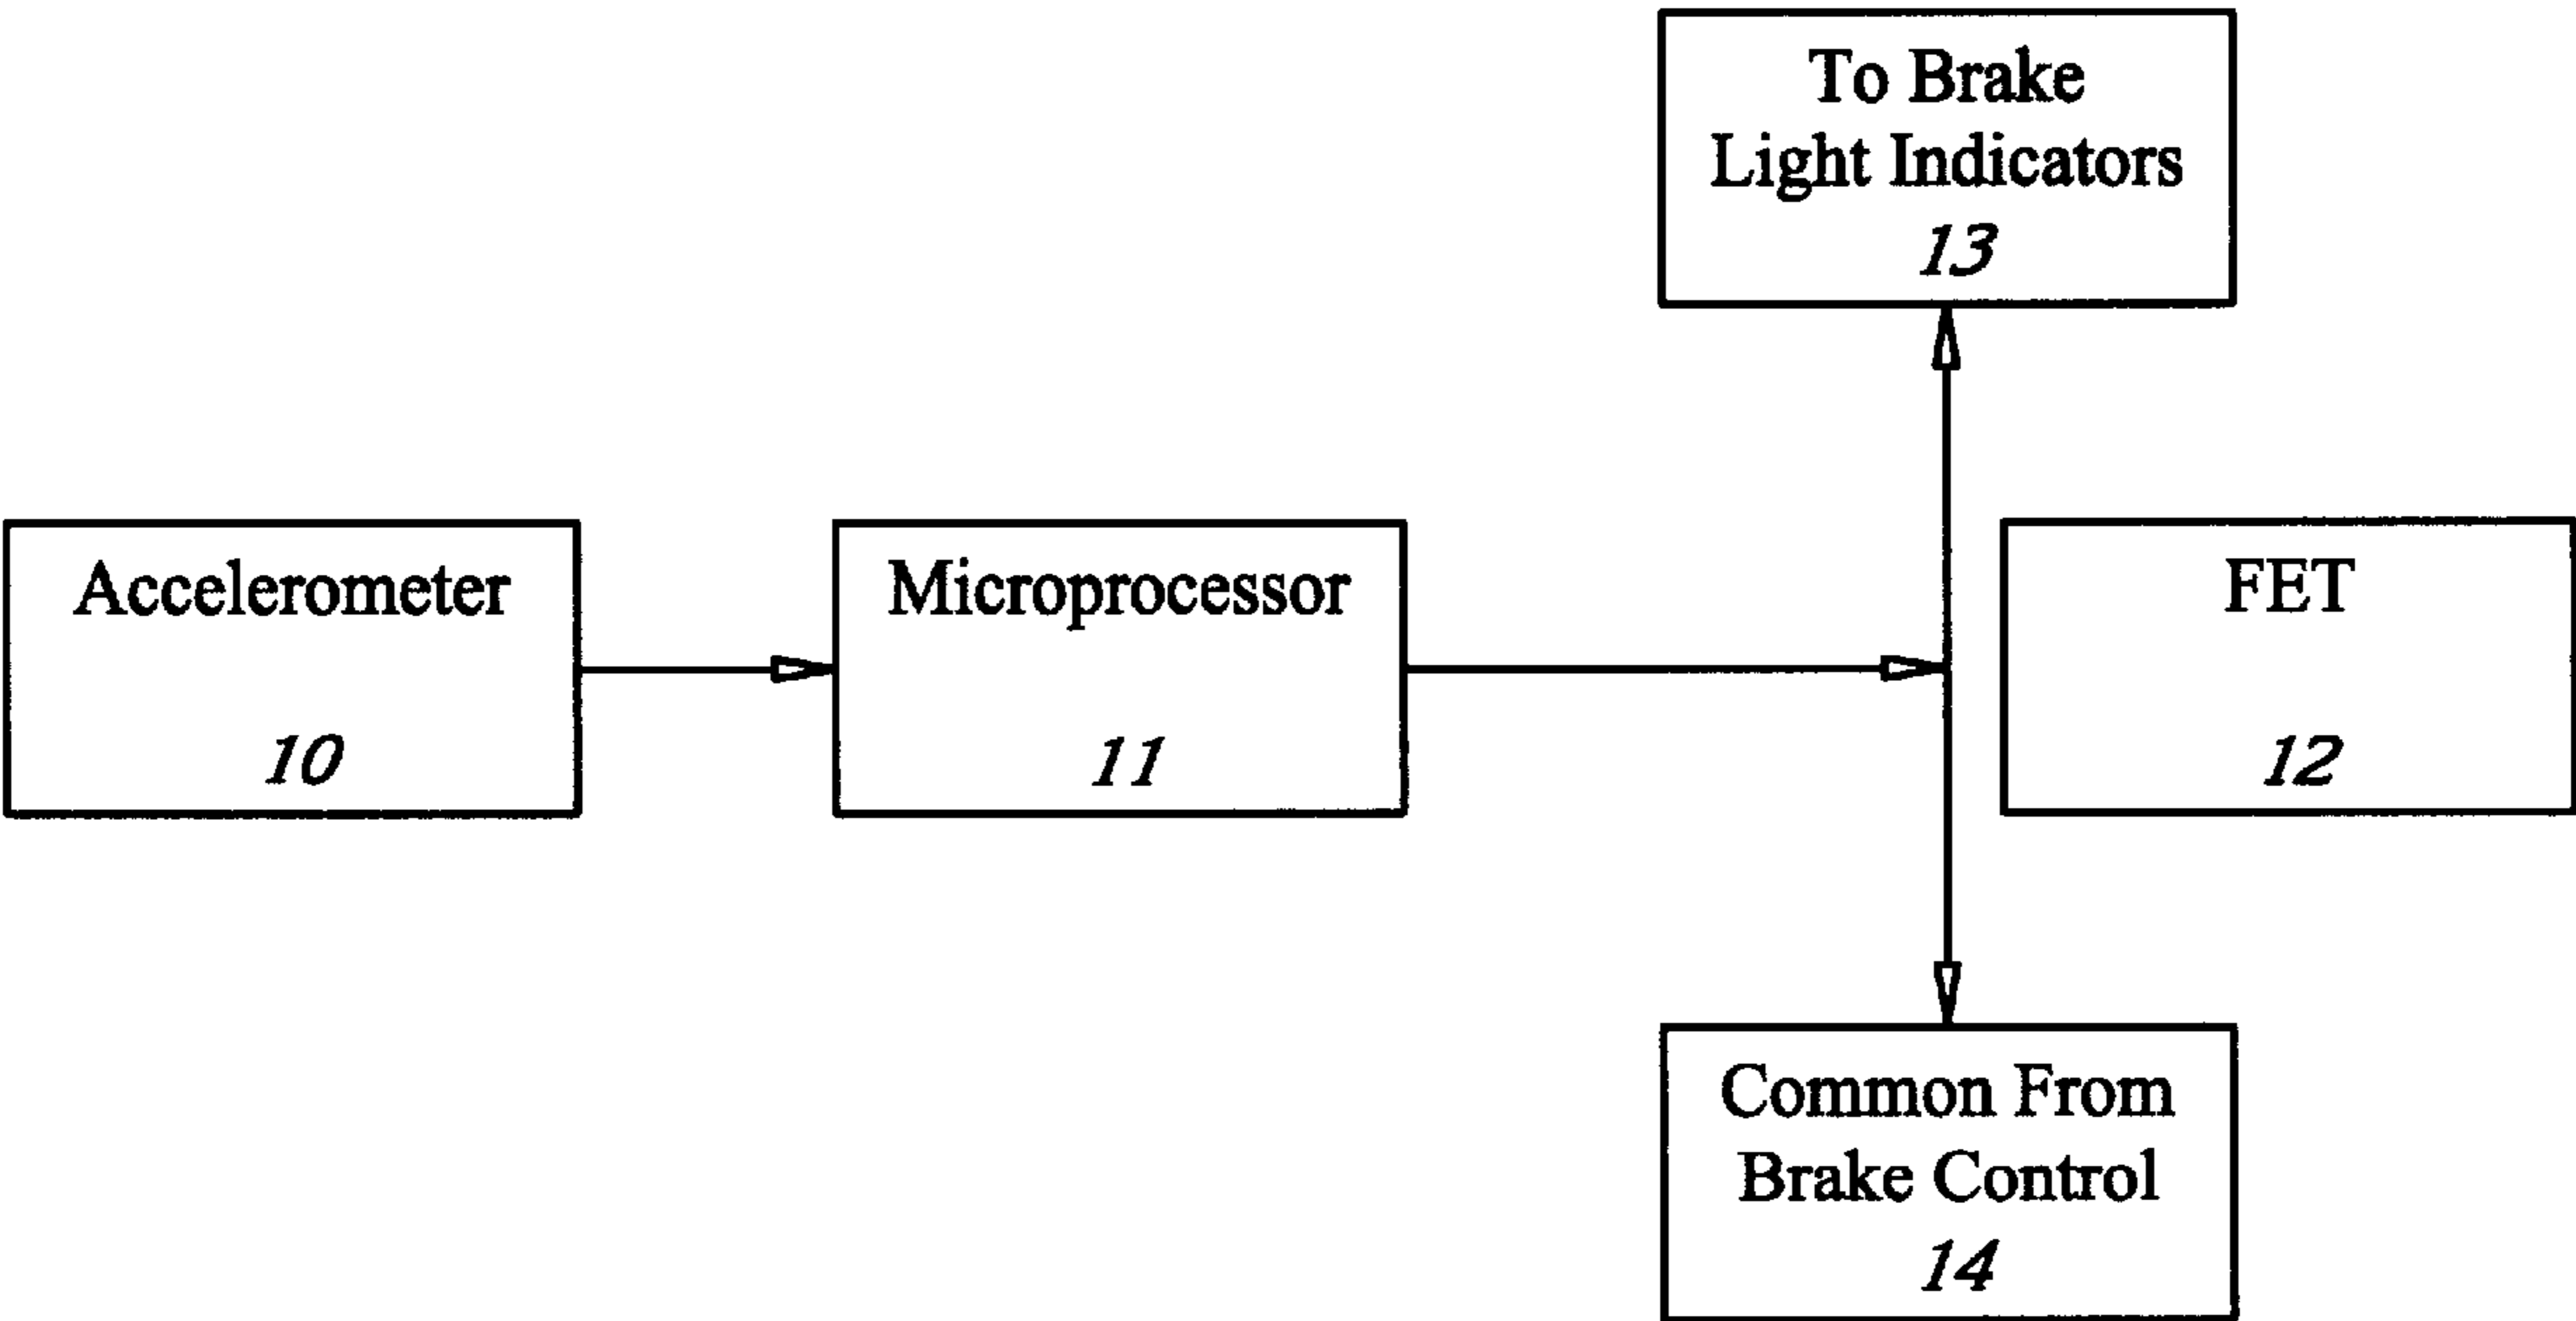 To Brake
Light Indicators
13
Accelerometer
10
Microprocessor
11
FET
12
Common From
Brake Control
14